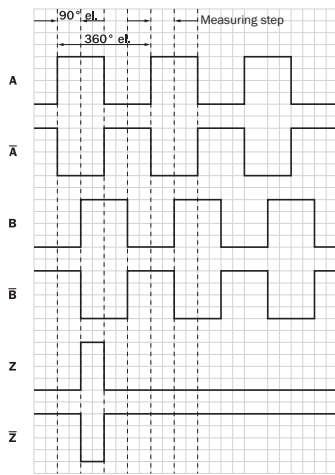 90° el.
Measuring step
360° el.
A
A̅
B
B̅
Z
Z̅